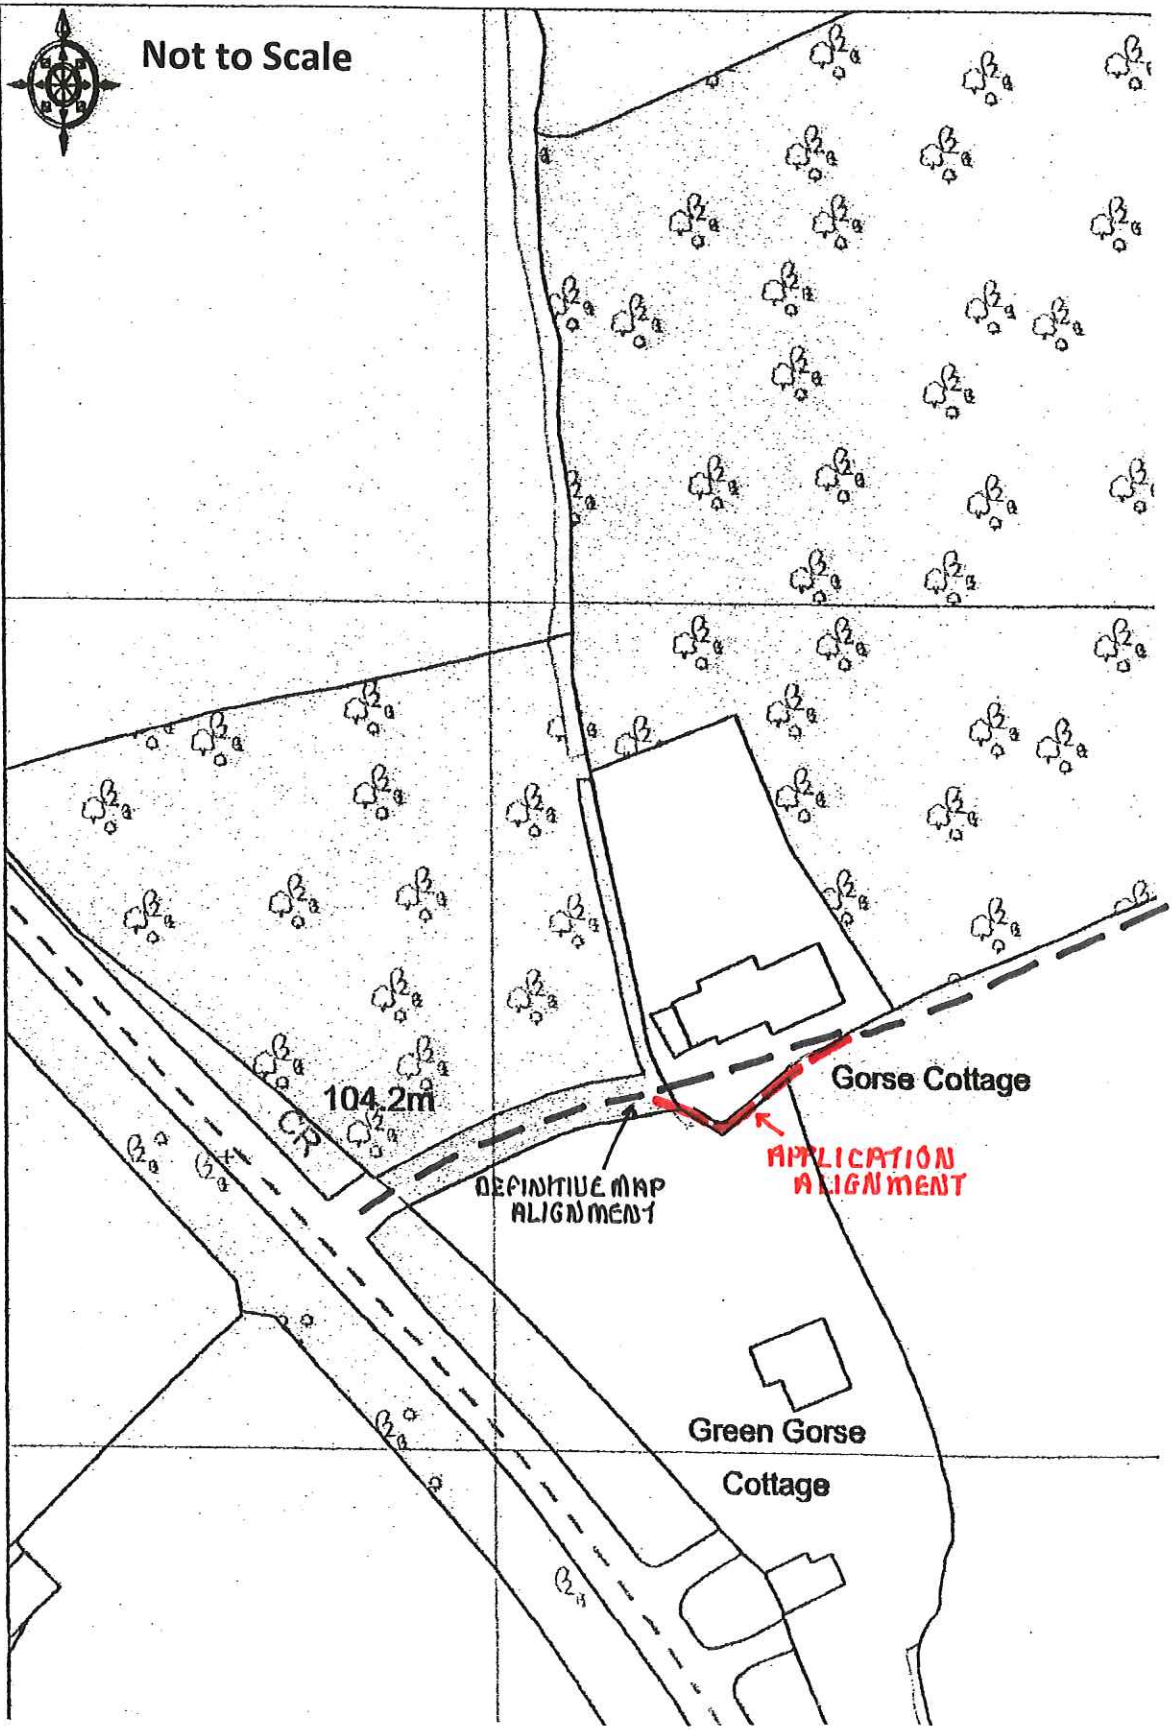 Not to Scale
104.2m
CR
Gorse Cottage
DEFINITIVE MAP
ALIGNMENT
APPLICATION
ALIGNMENT
Green Gorse
Cottage